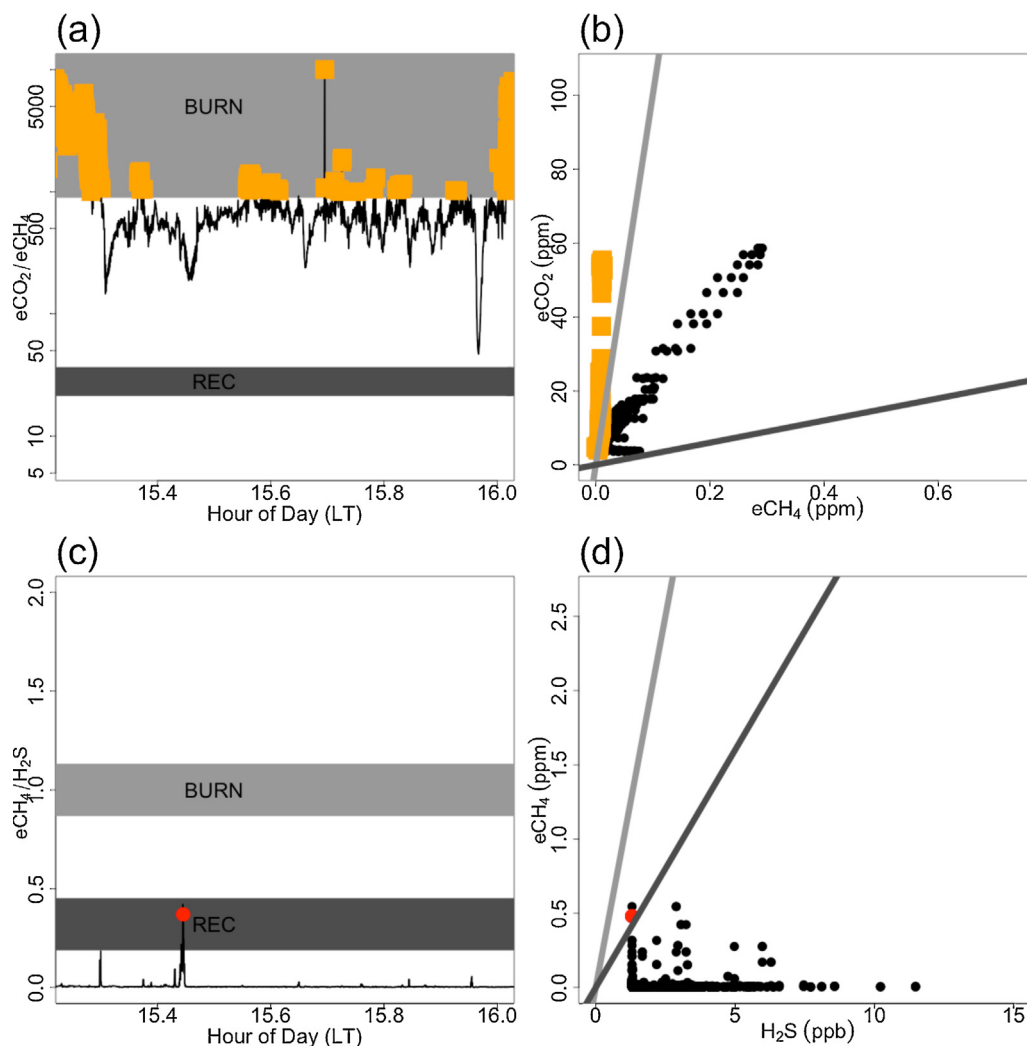 (a)
BURN
REC
eCO₂/eCH₄
5000
500
50
10
5
15.4
15.6
15.8
16.0
Hour of Day (LT)
(b)
eCO₂ (ppm)
100
80
60
40
20
0
0.0
0.2
0.4
0.6
eCH₄ (ppm)
(c)
BURN
REC
eCH₄/H₂S
2.0
1.5
1.0
0.5
0.0
15.4
15.6
15.8
16.0
Hour of Day (LT)
(d)
eCH₄ (ppm)
2.5
2.0
1.5
1.0
0.5
0.0
0
5
10
15
H₂S (ppb)